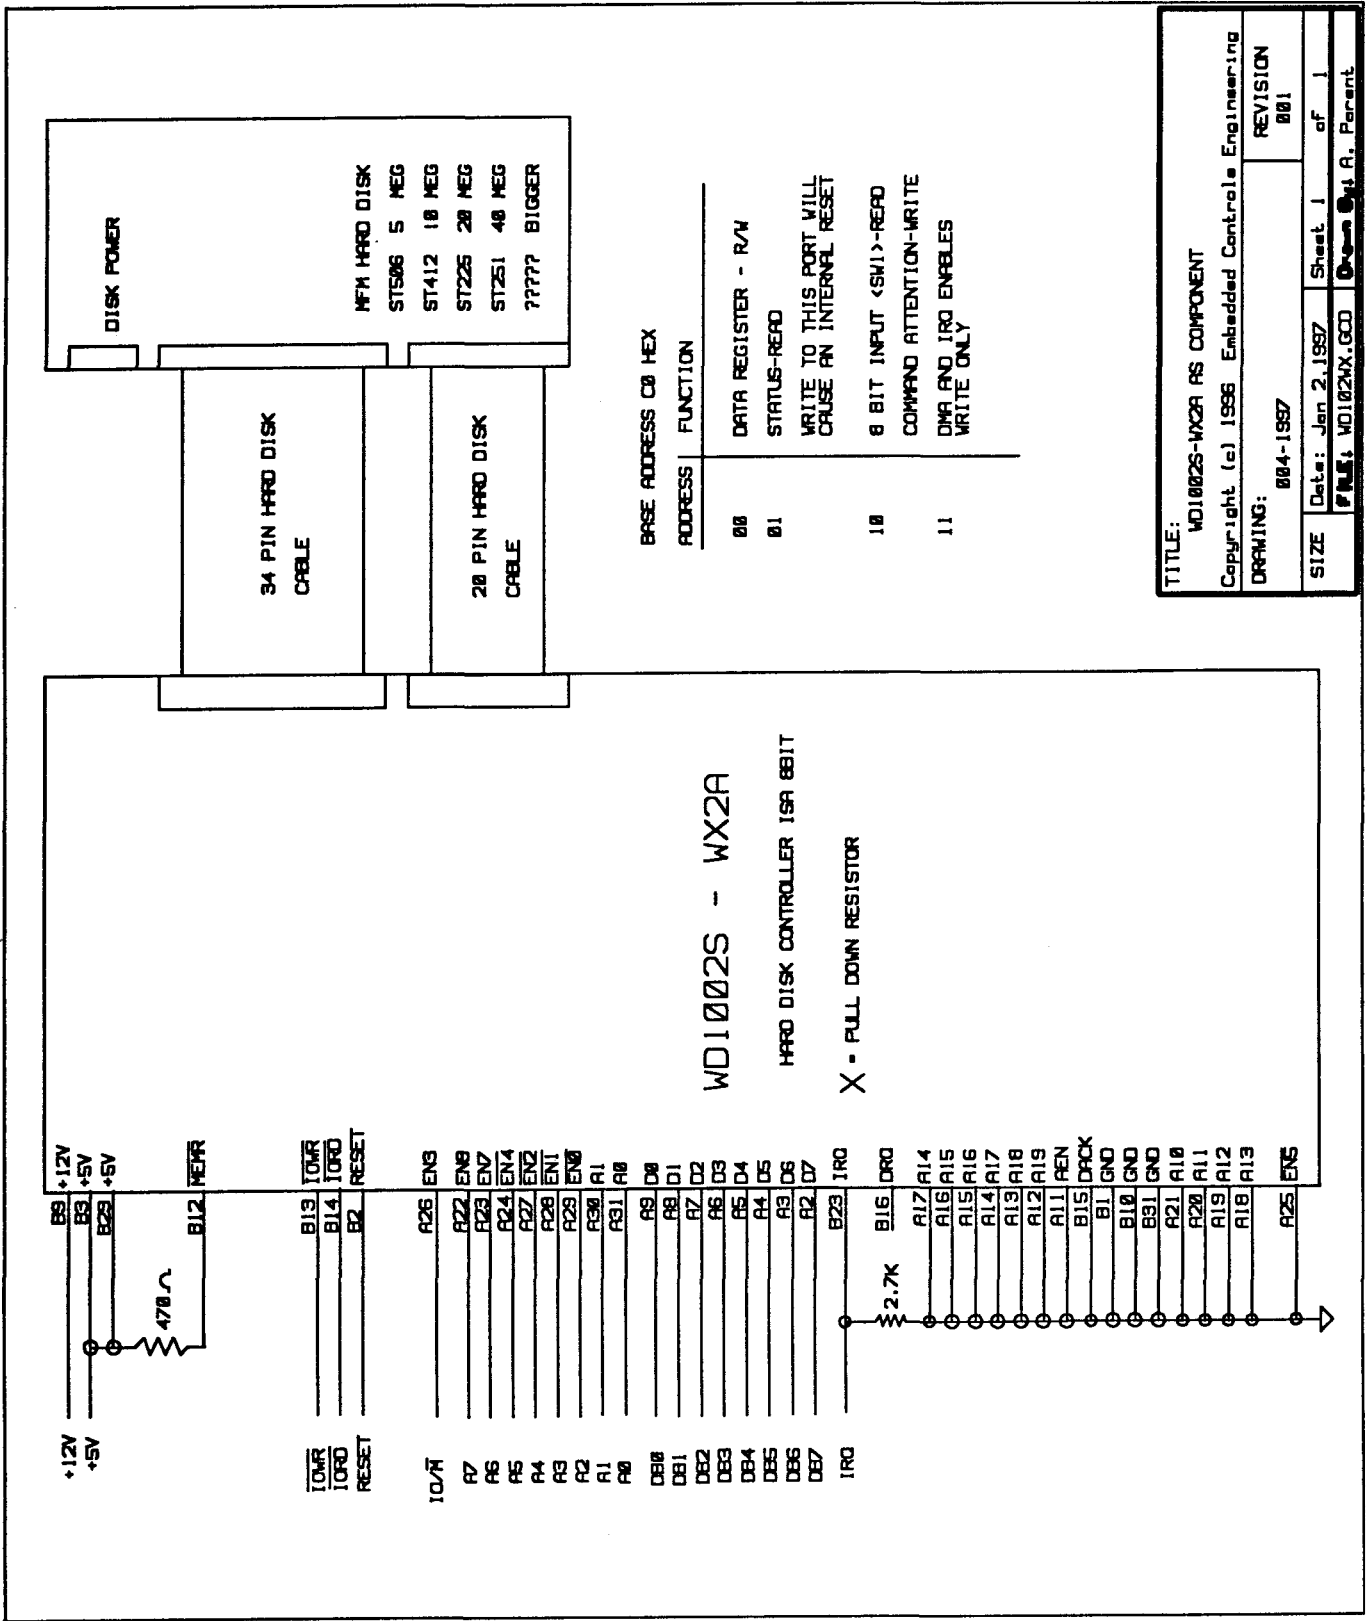 +12V
+5V
IOWR
IORD
RESET
IO/M
A7
A6
A5
A4
A3
A2
A1
A0
DB0
DB1
DB2
DB3
DB4
DB5
DB6
DB7
IRQ
470
2.7K
B9 +12V
B3 +5V
B29 +5V
B12 MEMR
B13 IOWR
B14 IORD
B2 RESET
A26 EN3
A22 EN8
A23 EN7
A24 EN4
A27 EN2
A28 EN1
A29 EN0
A30 A1
A31 A0
A9 D0
A8 D1
A7 D2
A6 D3
A5 D4
A4 D5
A3 D6
A2 D7
B23 IRQ
B16 DRQ
A17 A14
A16 A15
A15 A16
A14 A17
A13 A18
A12 A19
A11 AEN
B15 DACK
B1 GND
B10 GND
B31 GND
A21 A10
A20 A11
A19 A12
A18 A13
A25 EN5
WD1002S - WX2A
HARD DISK CONTROLLER ISA 8BIT
X - PULL DOWN RESISTOR
34 PIN HARD DISK
CABLE
20 PIN HARD DISK
CABLE
DISK POWER
MFM HARD DISK
ST506 5 MEG
ST412 10 MEG
ST225 20 MEG
ST251 40 MEG
????? BIGGER
BASE ADDRESS C0 HEX
ADDRESS FUNCTION
00 DATA REGISTER - R/W
01 STATUS-READ
WRITE TO THIS PORT WILL
CAUSE AN INTERNAL RESET
10 8 BIT INPUT <SW1>-READ
COMMAND ATTENTION-WRITE
11 DMA AND IRQ ENABLES
WRITE ONLY
TITLE:
WD1002S-WX2A AS COMPONENT
Copyright (c) 1996 Embedded Controls Engineering
DRAWING:
004-1997
REVISION
001
SIZE
Date: Jan 2,1997 Sheet 1 of 1
FILE: WD102WX.GCD Drawn By: A. Parent